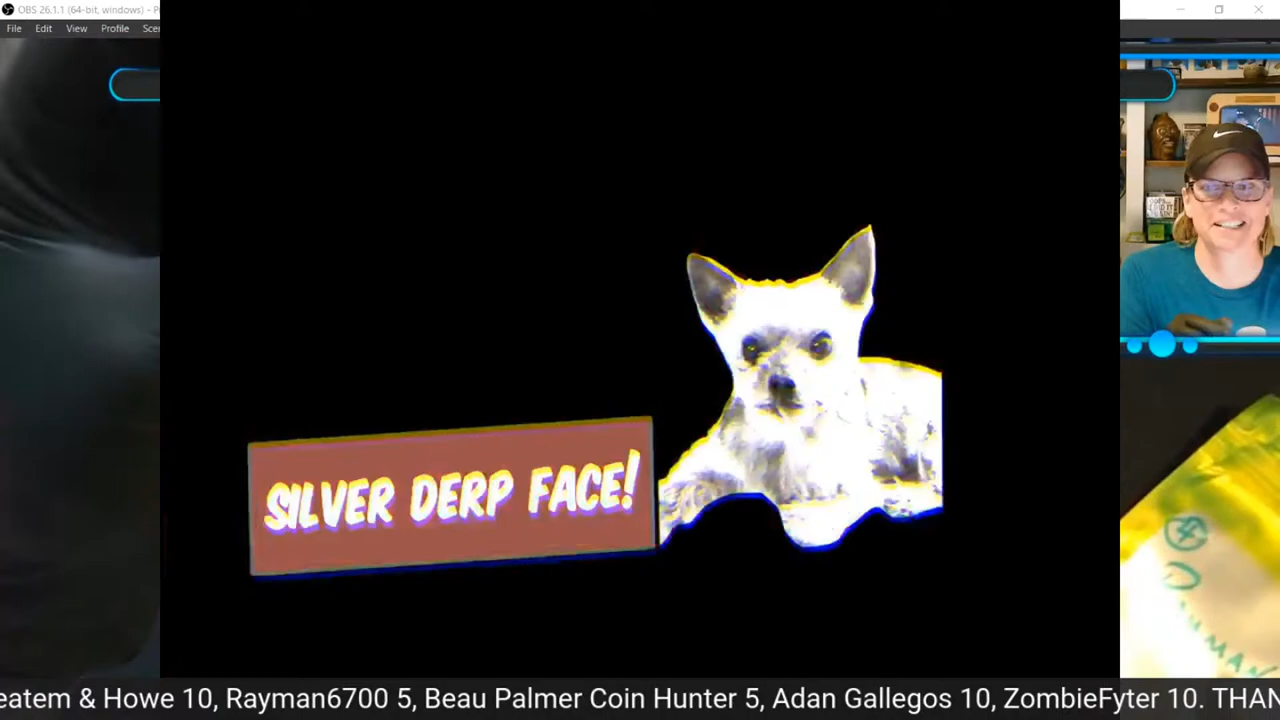 OBS 26.1.1 (64-bit, windows) - P
File Edit View Profile Scen
SILVER DERP FACE!
eatem & Howe 10, Rayman6700 5, Beau Palmer Coin Hunter 5, Adan Gallegos 10, ZombieFyter 10. THAN